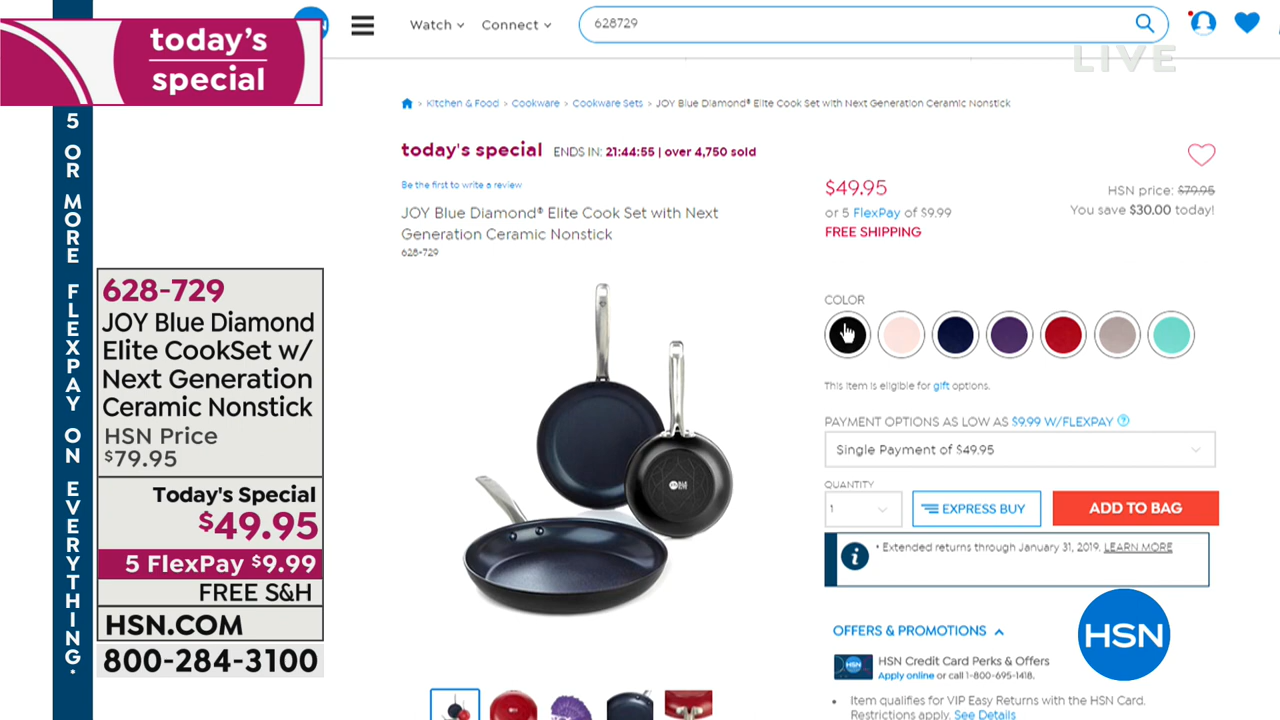 today's
special
5 OR MORE FLEXPAY ON EVERYTHING.
628-729
JOY Blue Diamond
Elite CookSet w/
Next Generation
Ceramic Nonstick
HSN Price
$79.95
Today's Special
$49.95
5 FlexPay $9.99
FREE S&H
HSN.COM
800-284-3100
Watch
Connect
628729
LIVE
> Kitchen & Food > Cookware > Cookware Sets > JOY Blue Diamond® Elite Cook Set with Next Generation Ceramic Nonstick
today's special ENDS IN: 21:44:55 | over 4,750 sold
Be the first to write a review
JOY Blue Diamond® Elite Cook Set with Next
Generation Ceramic Nonstick
628-729
$49.95
HSN price: $79.95
or 5 FlexPay of $9.99
You save $30.00 today!
FREE SHIPPING
COLOR
This item is eligible for gift options.
PAYMENT OPTIONS AS LOW AS $9.99 W/FLEXPAY ?
Single Payment of $49.95
QUANTITY
1
EXPRESS BUY
ADD TO BAG
i
• Extended returns through January 31, 2019. LEARN MORE
HSN
OFFERS & PROMOTIONS
HSN
HSN Credit Card Perks & Offers
Apply online or call 1-800-695-1418.
• Item qualifies for VIP Easy Returns with the HSN Card.
Restrictions apply. See Details